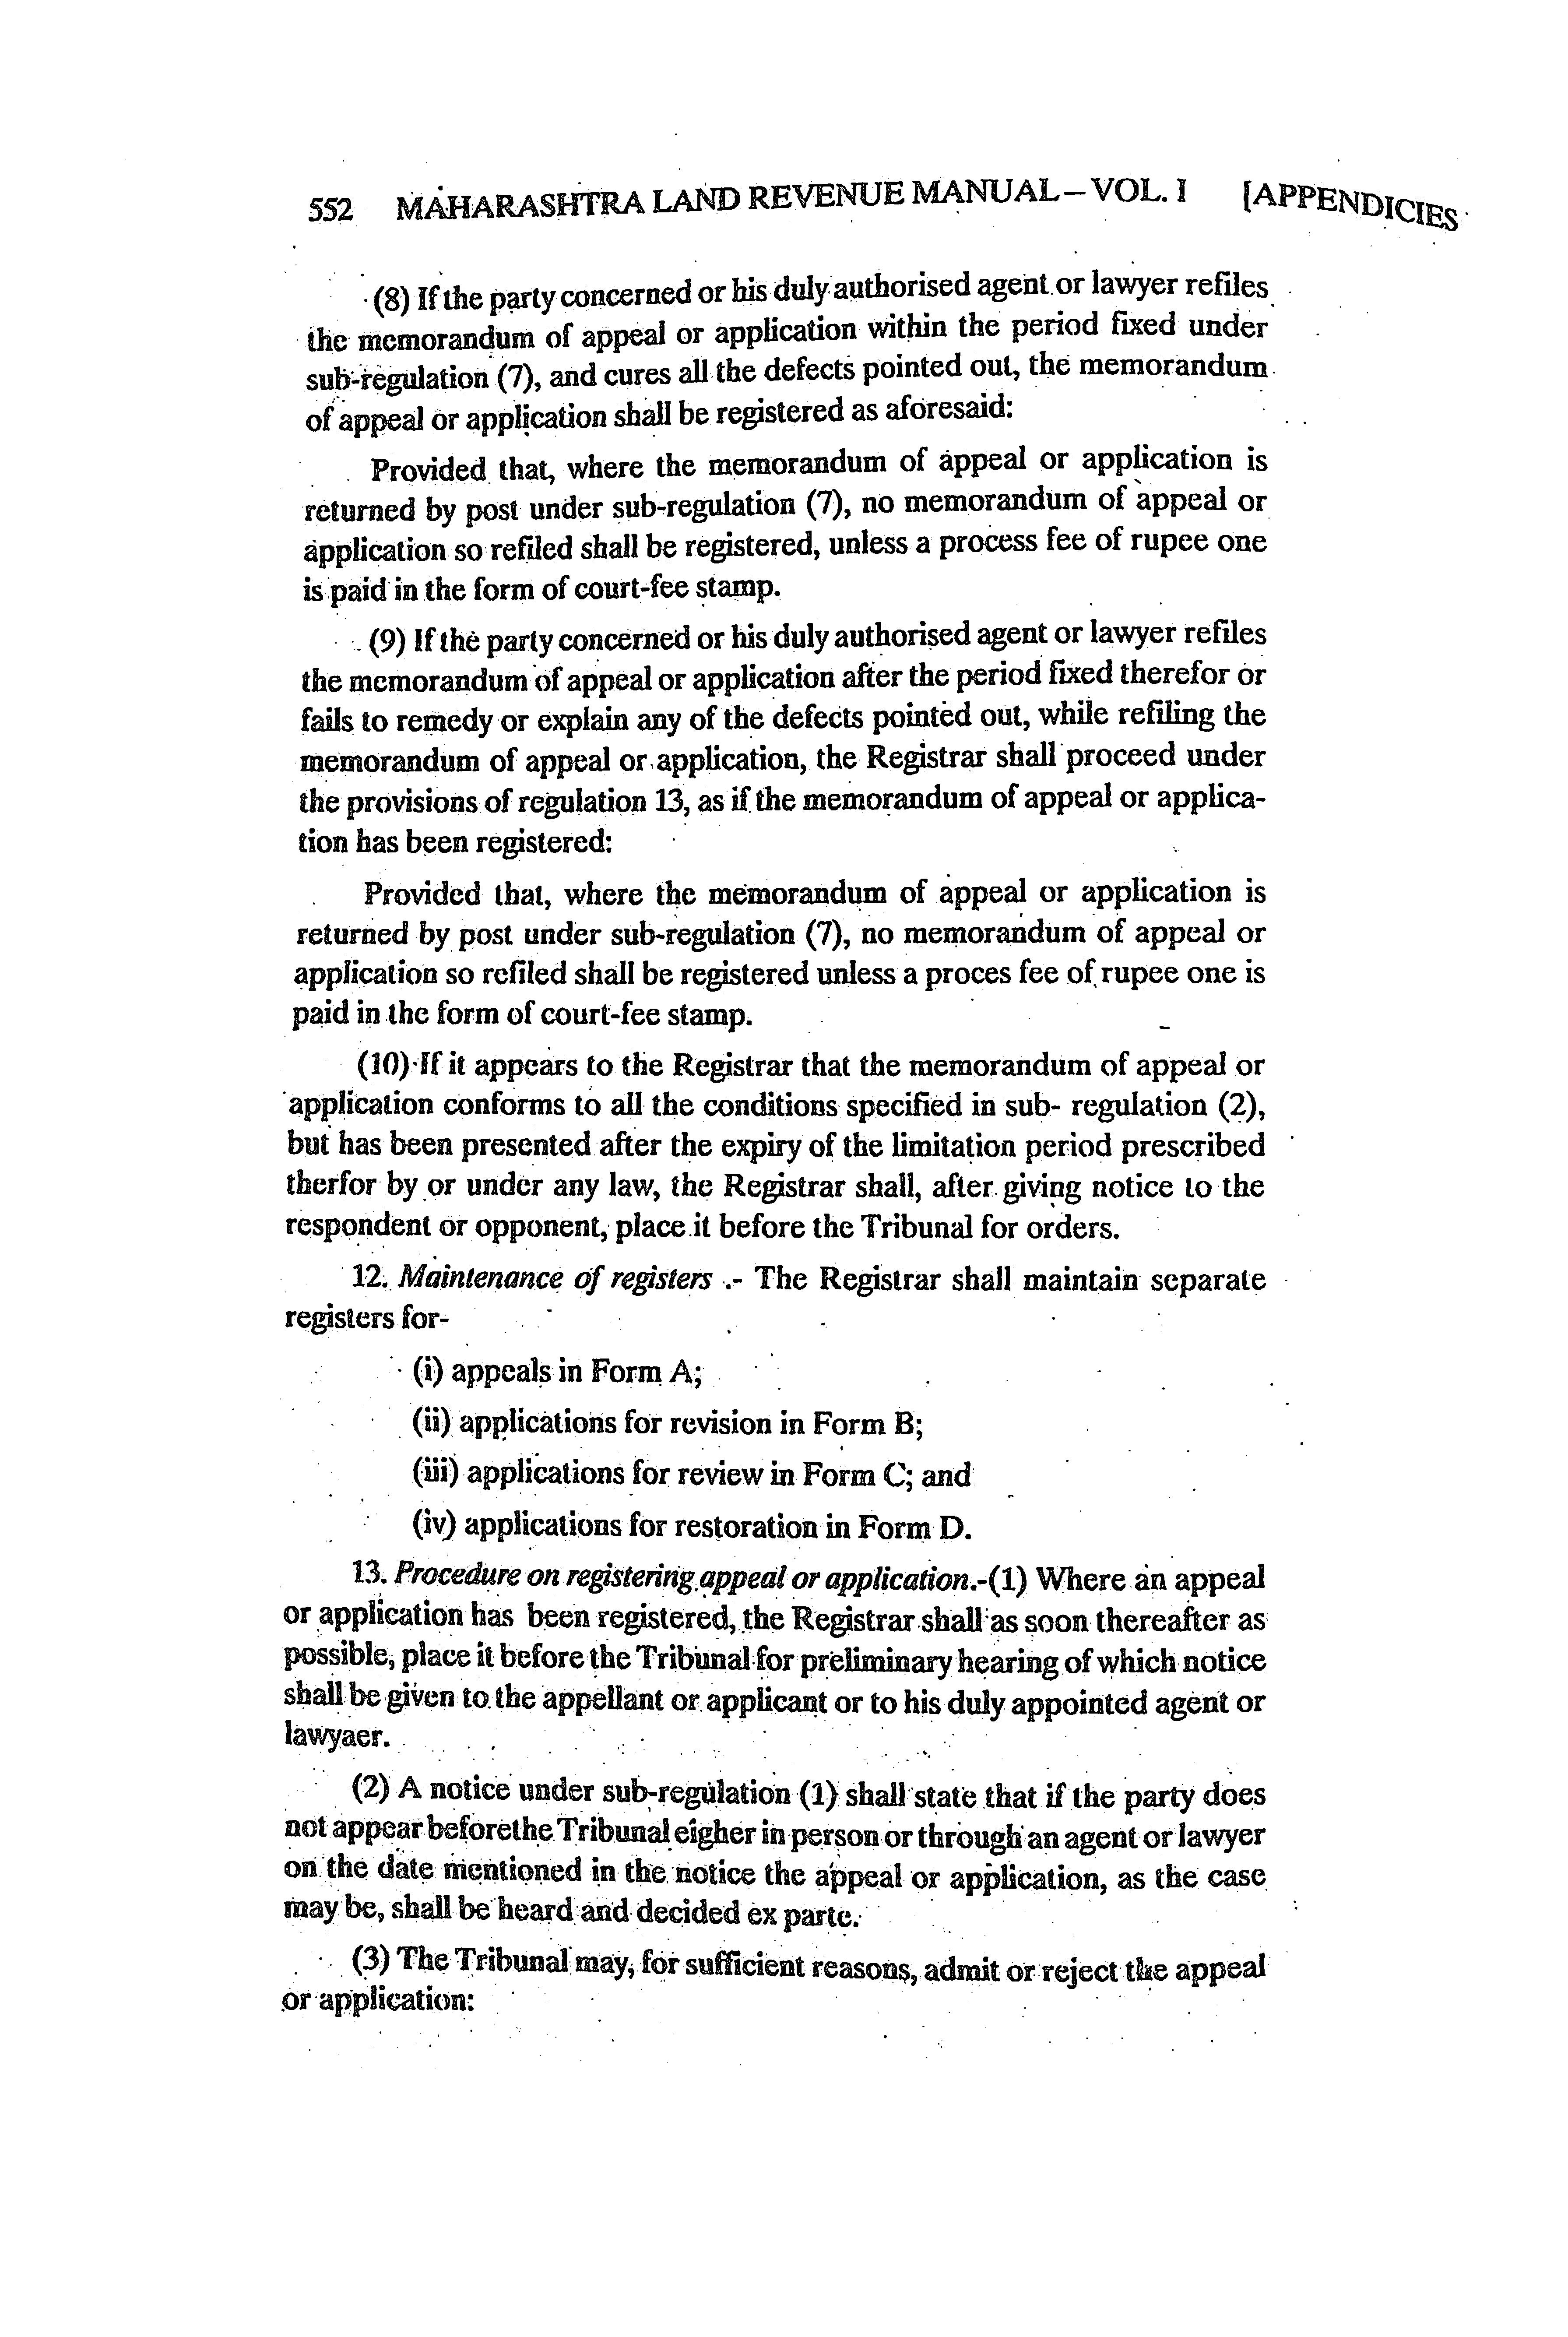 552 MAHARASHTRA LAND REVENUE MANUAL – VOL. I [APPENDICIES
(8) If the party concerned or his duly authorised agent or lawyer refiles
the memorandum of appeal or application within the period fixed under
sub-regulation (7), and cures all the defects pointed out, the memorandum
of appeal or application shall be registered as aforesaid:
Provided that, where the memorandum of appeal or application is
returned by post under sub-regulation (7), no memorandum of appeal or
application so refiled shall be registered, unless a process fee of rupee one
is paid in the form of court-fee stamp.
(9) If the party concerned or his duly authorised agent or lawyer refiles
the memorandum of appeal or application after the period fixed therefor or
fails to remedy or explain any of the defects pointed out, while refiling the
memorandum of appeal or application, the Registrar shall proceed under
the provisions of regulation 13, as if the memorandum of appeal or applica-
tion has been registered:
Provided that, where the memorandum of appeal or application is
returned by post under sub-regulation (7), no memorandum of appeal or
application so refiled shall be registered unless a proces fee of rupee one is
paid in the form of court-fee stamp.
(10) If it appears to the Registrar that the memorandum of appeal or
application conforms to all the conditions specified in sub- regulation (2),
but has been presented after the expiry of the limitation period prescribed
therfor by or under any law, the Registrar shall, after giving notice to the
respondent or opponent, place it before the Tribunal for orders.
12. Maintenance of registers .- The Registrar shall maintain separate
registers for-
(i) appeals in Form A;
(ii) applications for revision in Form B;
(iii) applications for review in Form C; and
(iv) applications for restoration in Form D.
13. Procedure on registering appeal or application.-(1) Where an appeal
or application has been registered, the Registrar shall as soon thereafter as
possible, place it before the Tribunal for preliminary hearing of which notice
shall be given to the appellant or applicant or to his duly appointed agent or
lawyaer.
(2) A notice under sub-regulation (1) shall state that if the party does
not appear beforethe Tribunal eigher in person or through an agent or lawyer
on the date mentioned in the notice the appeal or application, as the case
may be, shall be heard and decided ex parte.
(3) The Tribunal may, for sufficient reasons, admit or reject the appeal
or application: